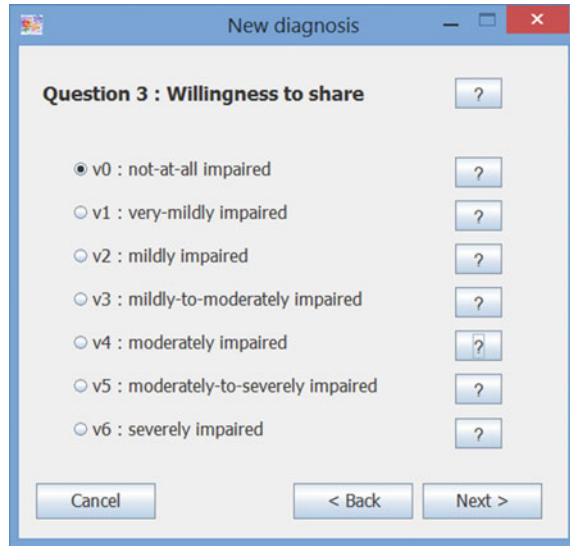 New diagnosis
Question 3 : Willingness to share ?
v0 : not-at-all impaired ?
v1 : very-mildly impaired ?
v2 : mildly impaired ?
v3 : mildly-to-moderately impaired ?
v4 : moderately impaired ?
v5 : moderately-to-severely impaired ?
v6 : severely impaired ?
Cancel < Back Next >